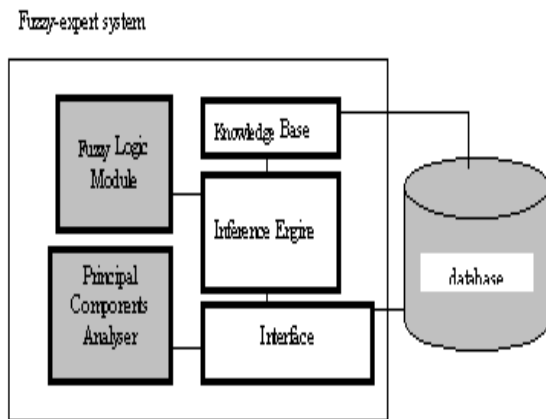 Fuzzy-expert system
Fuzzy Logic
Module
Knowledge Base
Inference Engine
Principal
Components
Analyser
Interface
database